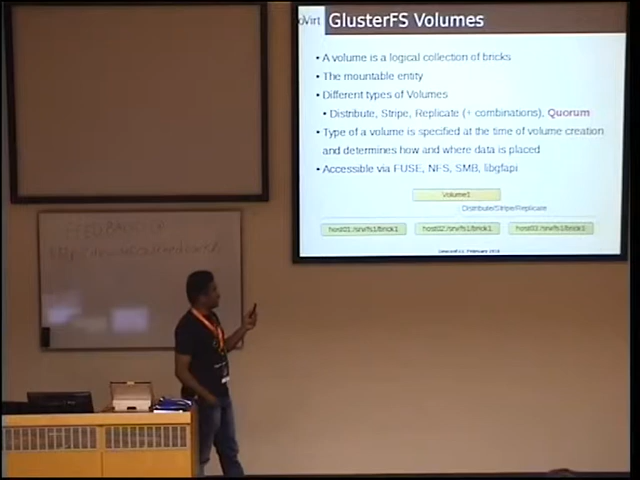 oVirt GlusterFS Volumes
• A volume is a logical collection of bricks
• The mountable entity
• Different types of Volumes
• Distribute, Stripe, Replicate (+ combinations), Quorum
• Type of a volume is specified at the time of volume creation
and determines how and where data is placed
• Accessible via FUSE, NFS, SMB, libgfapi
Volume1
Distribute/Stripe/Replicate
host01:/srv/fs1/brick1 host02:/srv/fs1/brick1 host03:/srv/fs1/brick1
FEEDBACK